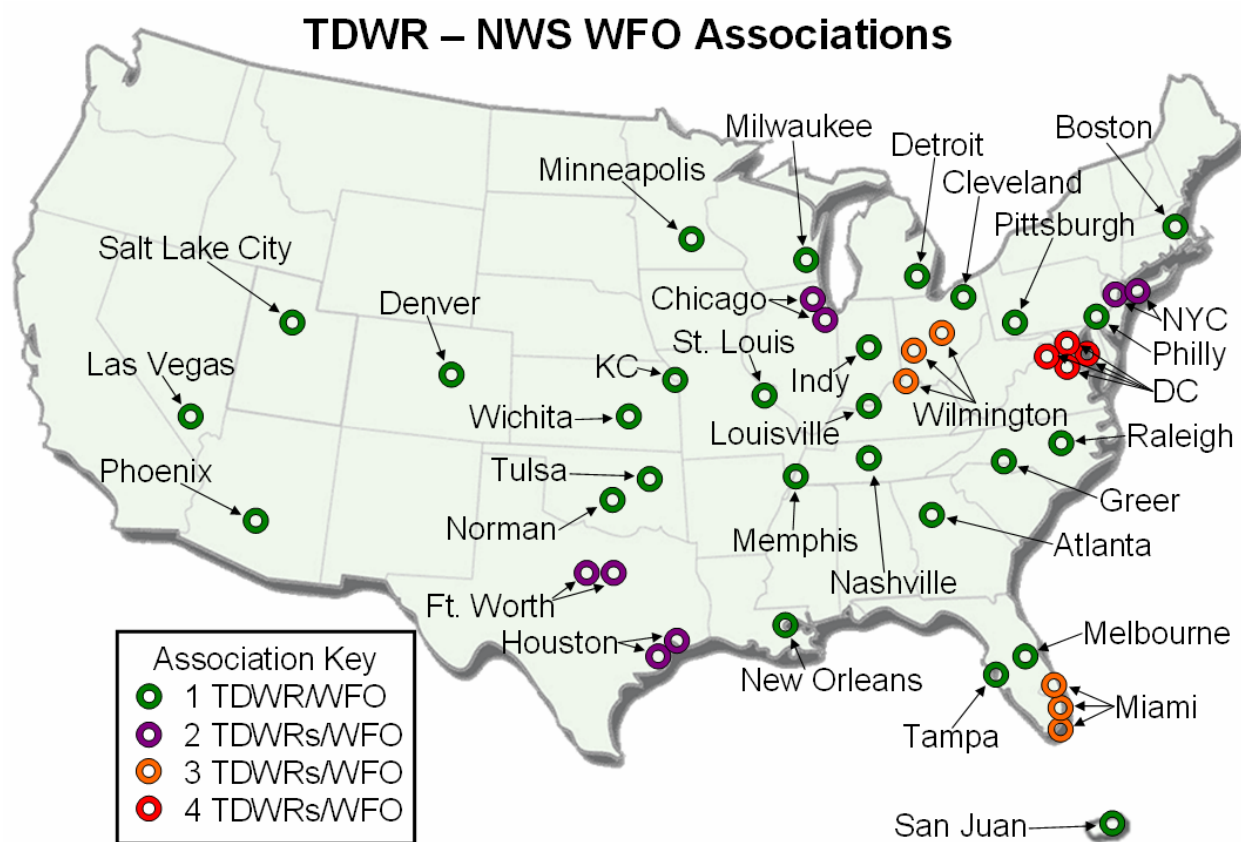 TDWR – NWS WFO Associations
Milwaukee
Boston
Detroit
Minneapolis
Cleveland
Pittsburgh
Salt Lake City
Denver
Chicago
NYC
St. Louis
Philly
Las Vegas
KC
Indy
DC
Wichita
Louisville
Wilmington
Raleigh
Phoenix
Tulsa
Greer
Norman
Memphis
Atlanta
Nashville
Ft. Worth
Houston
Melbourne
New Orleans
Miami
Tampa
San Juan
Association Key
1 TDWR/WFO
2 TDWRs/WFO
3 TDWRs/WFO
4 TDWRs/WFO